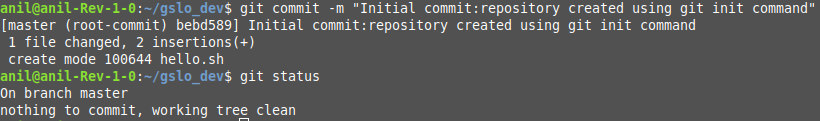 anil@anil-Rev-1-0:~/gslo_dev$ git commit -m "Initial commit:repository created using git init command"
[master (root-commit) bebd589] Initial commit:repository created using git init command
 1 file changed, 2 insertions(+)
 create mode 100644 hello.sh
anil@anil-Rev-1-0:~/gslo_dev$ git status
On branch master
nothing to commit, working tree clean